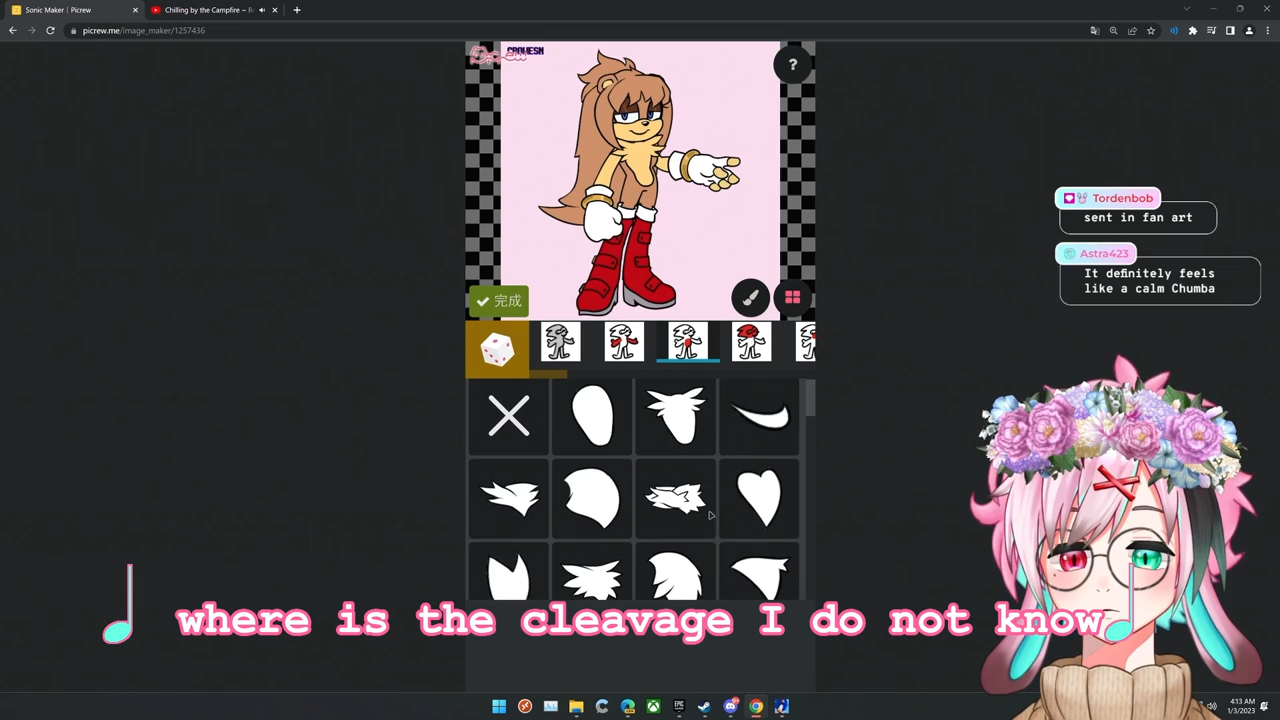 Sonic Maker | Picrew
Chilling by the Campfire – R
picrew.me/image_maker/1257436
CROWESN
?
完成
Tordenbob
sent in fan art
Astra423
It definitely feels
like a calm Chumba
where is the cleavage I do not know
4:13 AM
1/3/2023